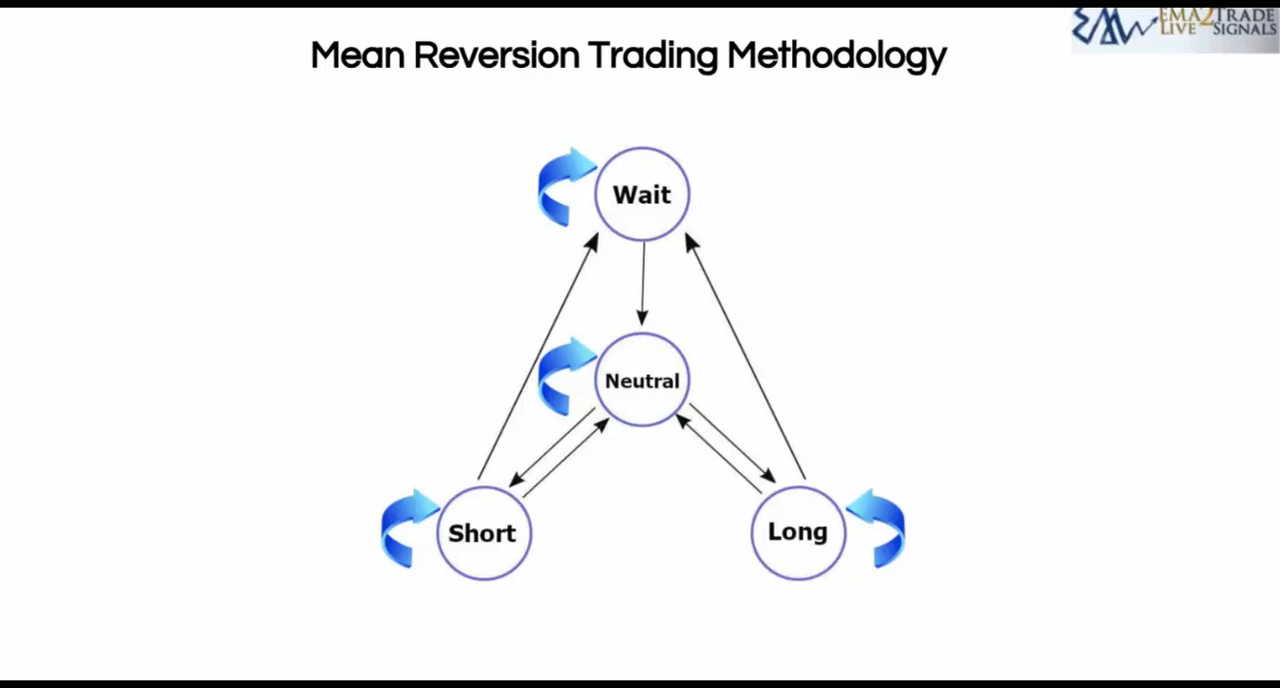 EMA2TRADE
LIVE SIGNALS
Mean Reversion Trading Methodology
Wait
Neutral
Short
Long